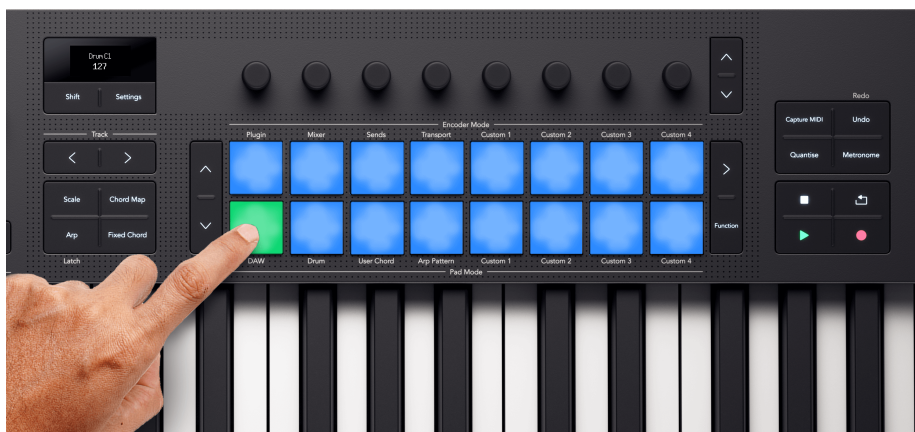 Drum C1
127
Shift
Settings
Track
Scale
Chord Map
Arp
Fixed Chord
Latch
Encoder Mode
Plugin
Mixer
Sends
Transport
Custom 1
Custom 2
Custom 3
Custom 4
Function
DAW
Drum
User Chord
Arp Pattern
Custom 1
Custom 2
Custom 3
Custom 4
Pad Mode
Redo
Capture MIDI
Undo
Quantise
Metronome